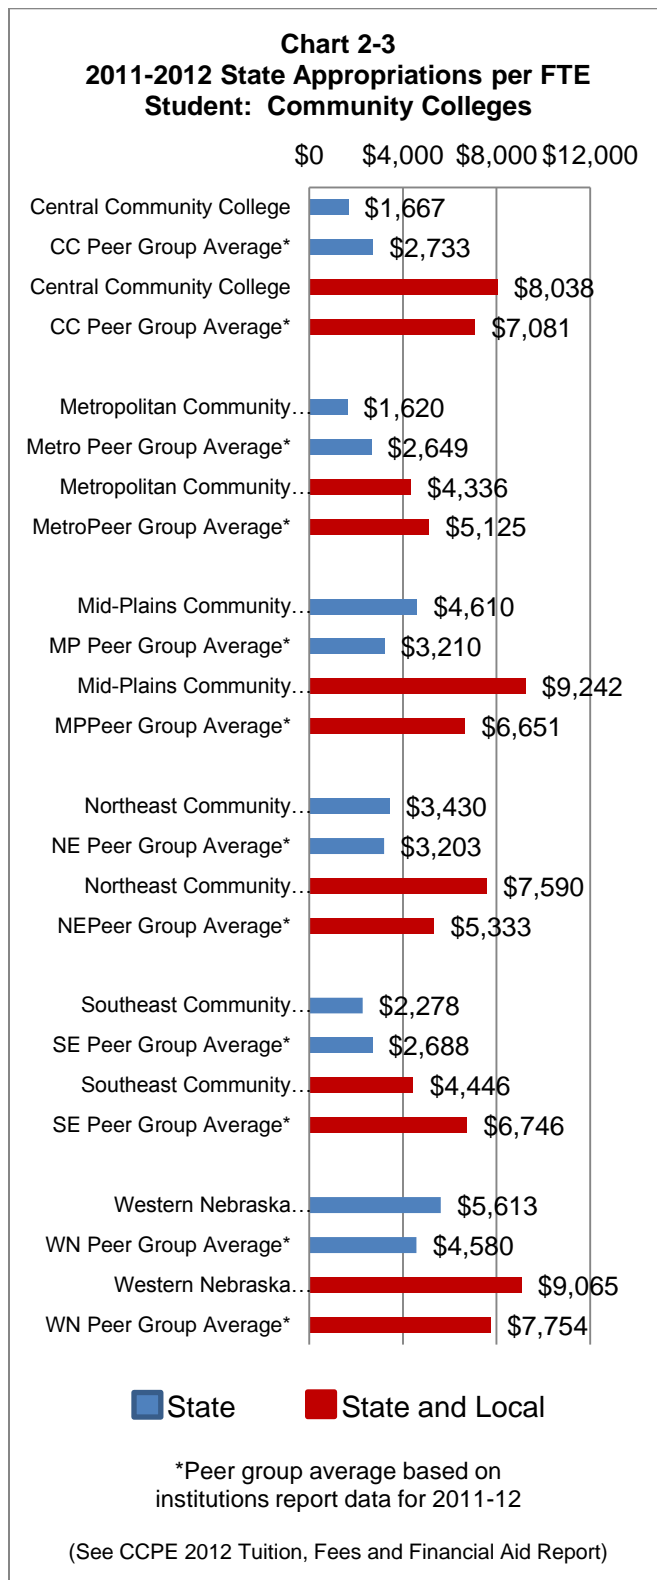 Chart 2-3
2011-2012 State Appropriations per FTE
Student:  Community Colleges
$0 $4,000 $8,000 $12,000
Central Community College $1,667
CC Peer Group Average* $2,733
Central Community College $8,038
CC Peer Group Average* $7,081
Metropolitan Community… $1,620
Metro Peer Group Average* $2,649
Metropolitan Community… $4,336
MetroPeer Group Average* $5,125
Mid-Plains Community… $4,610
MP Peer Group Average* $3,210
Mid-Plains Community… $9,242
MPPeer Group Average* $6,651
Northeast Community… $3,430
NE Peer Group Average* $3,203
Northeast Community… $7,590
NEPeer Group Average* $5,333
Southeast Community… $2,278
SE Peer Group Average* $2,688
Southeast Community… $4,446
SE Peer Group Average* $6,746
Western Nebraska… $5,613
WN Peer Group Average* $4,580
Western Nebraska… $9,065
WN Peer Group Average* $7,754
State State and Local
*Peer group average based on
institutions report data for 2011-12
(See CCPE 2012 Tuition, Fees and Financial Aid Report)